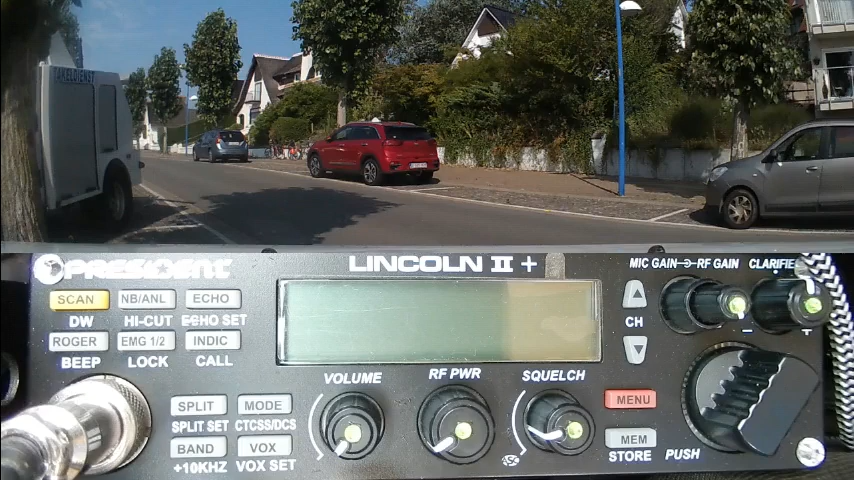 TAKELDIENST
PRESIDENT
LINCOLN II +
MIC GAIN RF GAIN CLARIFIER
SCAN NB/ANL ECHO
DW HI-CUT ECHO SET
CH
ROGER EMG 1/2 INDIC
BEEP LOCK CALL
VOLUME RF PWR SQUELCH
SPLIT MODE
SPLIT SET CTCSS/DCS
MENU
BAND VOX
+10KHZ VOX SET
ASC
MEM
STORE PUSH
- +